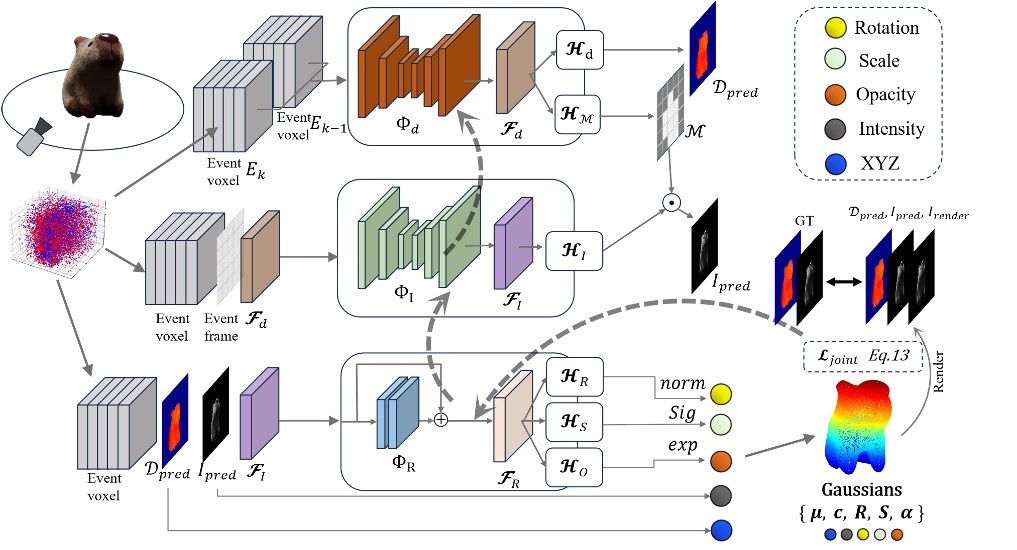 Event voxel E_{k-1}
Event voxel E_k
Φ_d
𝓕_d
𝓗_d
𝓗_𝓜
𝓓_pred
𝓜
Rotation
Scale
Opacity
Intensity
XYZ
Event voxel
Event frame
𝓕_d
Φ_I
𝓕_I
𝓗_I
I_pred
GT
𝓓_pred, I_pred, I_render
𝓛_joint Eq.13
Render
Event voxel
𝓓_pred
I_pred
𝓕_I
Φ_R
𝓕_R
𝓗_R
𝓗_S
𝓗_O
norm
Sig
exp
Gaussians
{ μ, c, R, S, α }